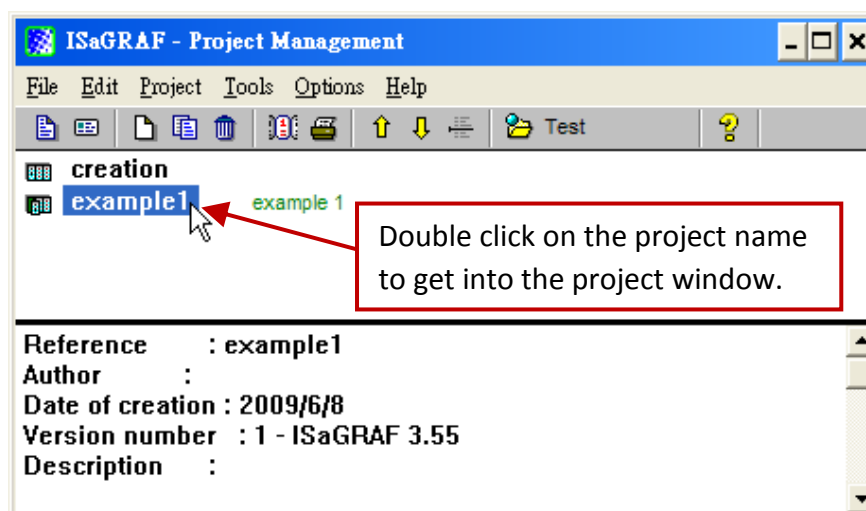 ISaGRAF - Project Management
File Edit Project Tools Options Help
Test
creation
example1 example 1
Double click on the project name
to get into the project window.
Reference : example1
Author :
Date of creation : 2009/6/8
Version number : 1 - ISaGRAF 3.55
Description :